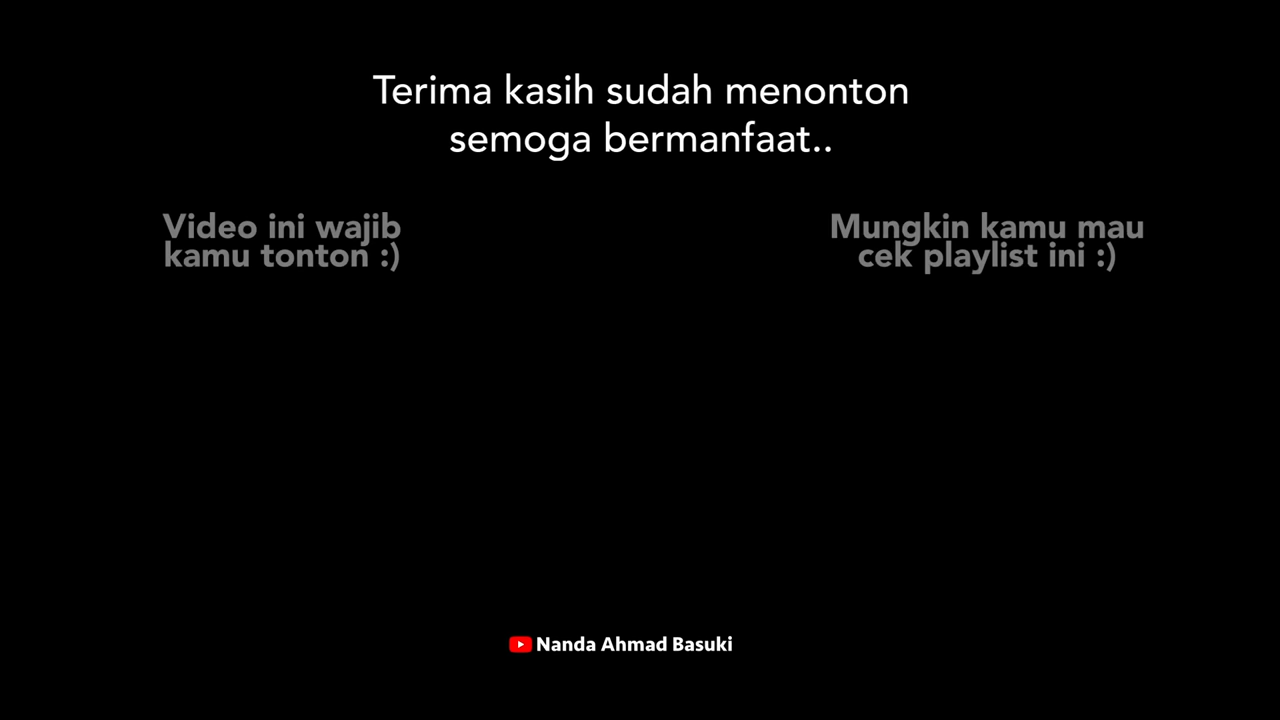 Terima kasih sudah menonton
semoga bermanfaat..
Video ini wajib
kamu tonton :)
Mungkin kamu mau
cek playlist ini :)
Nanda Ahmad Basuki